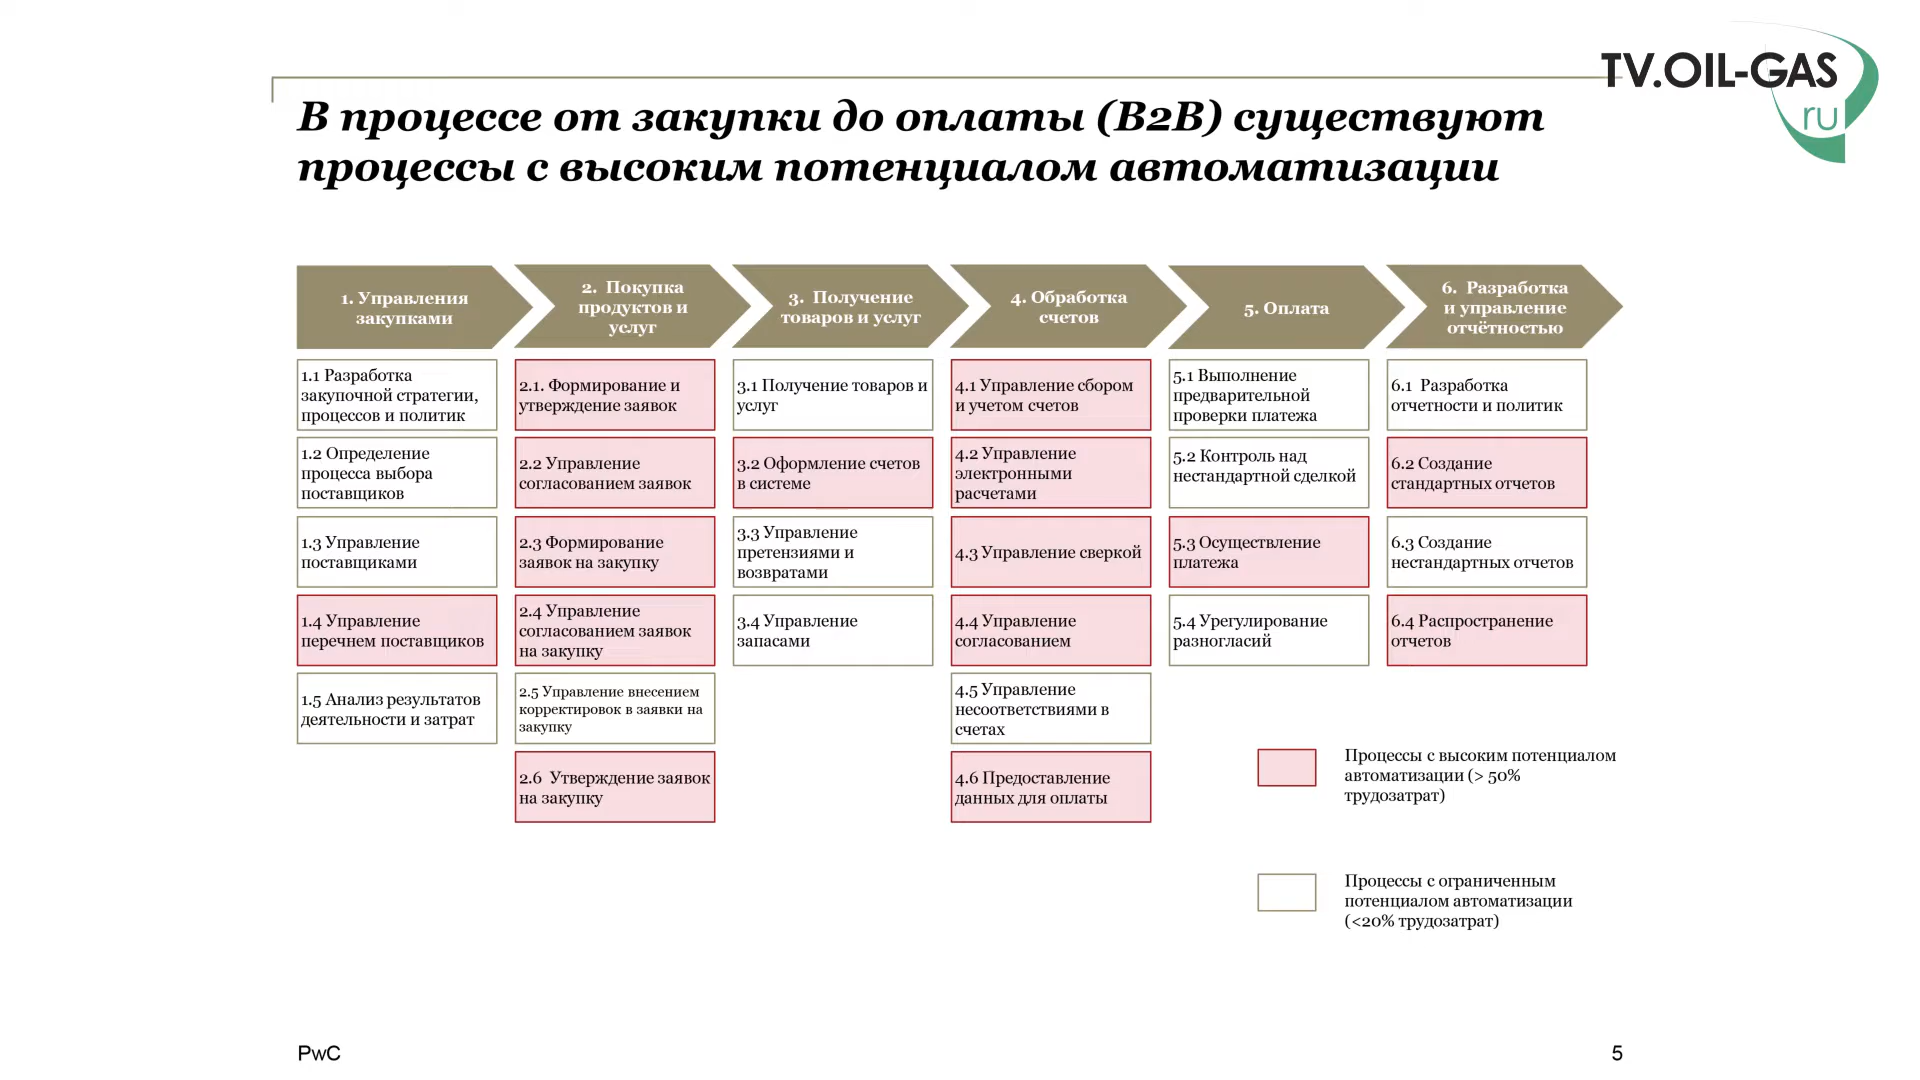 TV.OIL-GAS
ru
В процессе от закупки до оплаты (B2B) существуют
процессы с высоким потенциалом автоматизации
1. Управления
закупками
2. Покупка
продуктов и
услуг
3. Получение
товаров и услуг
4. Обработка
счетов
5. Оплата
6. Разработка
и управление
отчётностью
1.1 Разработка
закупочной стратегии,
процессов и политик
1.2 Определение
процесса выбора
поставщиков
1.3 Управление
поставщиками
1.4 Управление
перечнем поставщиков
1.5 Анализ результатов
деятельности и затрат
2.1. Формирование и
утверждение заявок
2.2 Управление
согласованием заявок
2.3 Формирование
заявок на закупку
2.4 Управление
согласованием заявок
на закупку
2.5 Управление внесением
корректировок в заявки на
закупку
2.6 Утверждение заявок
на закупку
3.1 Получение товаров и
услуг
3.2 Оформление счетов
в системе
3.3 Управление
претензиями и
возвратами
3.4 Управление
запасами
4.1 Управление сбором
и учетом счетов
4.2 Управление
электронными
расчетами
4.3 Управление сверкой
4.4 Управление
согласованием
4.5 Управление
несоответствиями в
счетах
4.6 Предоставление
данных для оплаты
5.1 Выполнение
предварительной
проверки платежа
5.2 Контроль над
нестандартной сделкой
5.3 Осуществление
платежа
5.4 Урегулирование
разногласий
6.1 Разработка
отчетности и политик
6.2 Создание
стандартных отчетов
6.3 Создание
нестандартных отчетов
6.4 Распространение
отчетов
Процессы с высоким потенциалом
автоматизации (> 50%
трудозатрат)
Процессы с ограниченным
потенциалом автоматизации
(<20% трудозатрат)
PwC
5